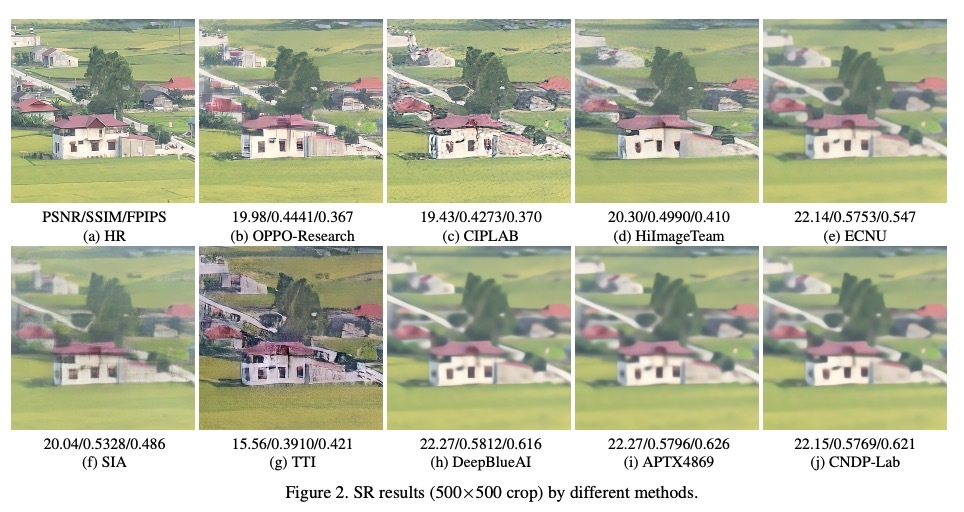 PSNR/SSIM/FPIPS
(a) HR
19.98/0.4441/0.367
(b) OPPO-Research
19.43/0.4273/0.370
(c) CIPLAB
20.30/0.4990/0.410
(d) HiImageTeam
22.14/0.5753/0.547
(e) ECNU
20.04/0.5328/0.486
(f) SIA
15.56/0.3910/0.421
(g) TTI
22.27/0.5812/0.616
(h) DeepBlueAI
22.27/0.5796/0.626
(i) APTX4869
22.15/0.5769/0.621
(j) CNDP-Lab
Figure 2. SR results (500×500 crop) by different methods.